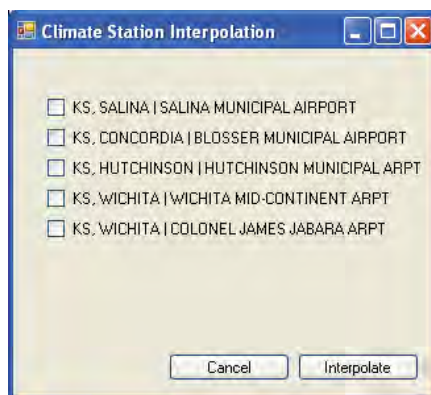 Climate Station Interpolation
KS, SALINA | SALINA MUNICIPAL AIRPORT
KS, CONCORDIA | BLOSSER MUNICIPAL AIRPORT
KS, HUTCHINSON | HUTCHINSON MUNICIPAL ARPT
KS, WICHITA | WICHITA MID-CONTINENT ARPT
KS, WICHITA | COLONEL JAMES JABARA ARPT
Cancel Interpolate